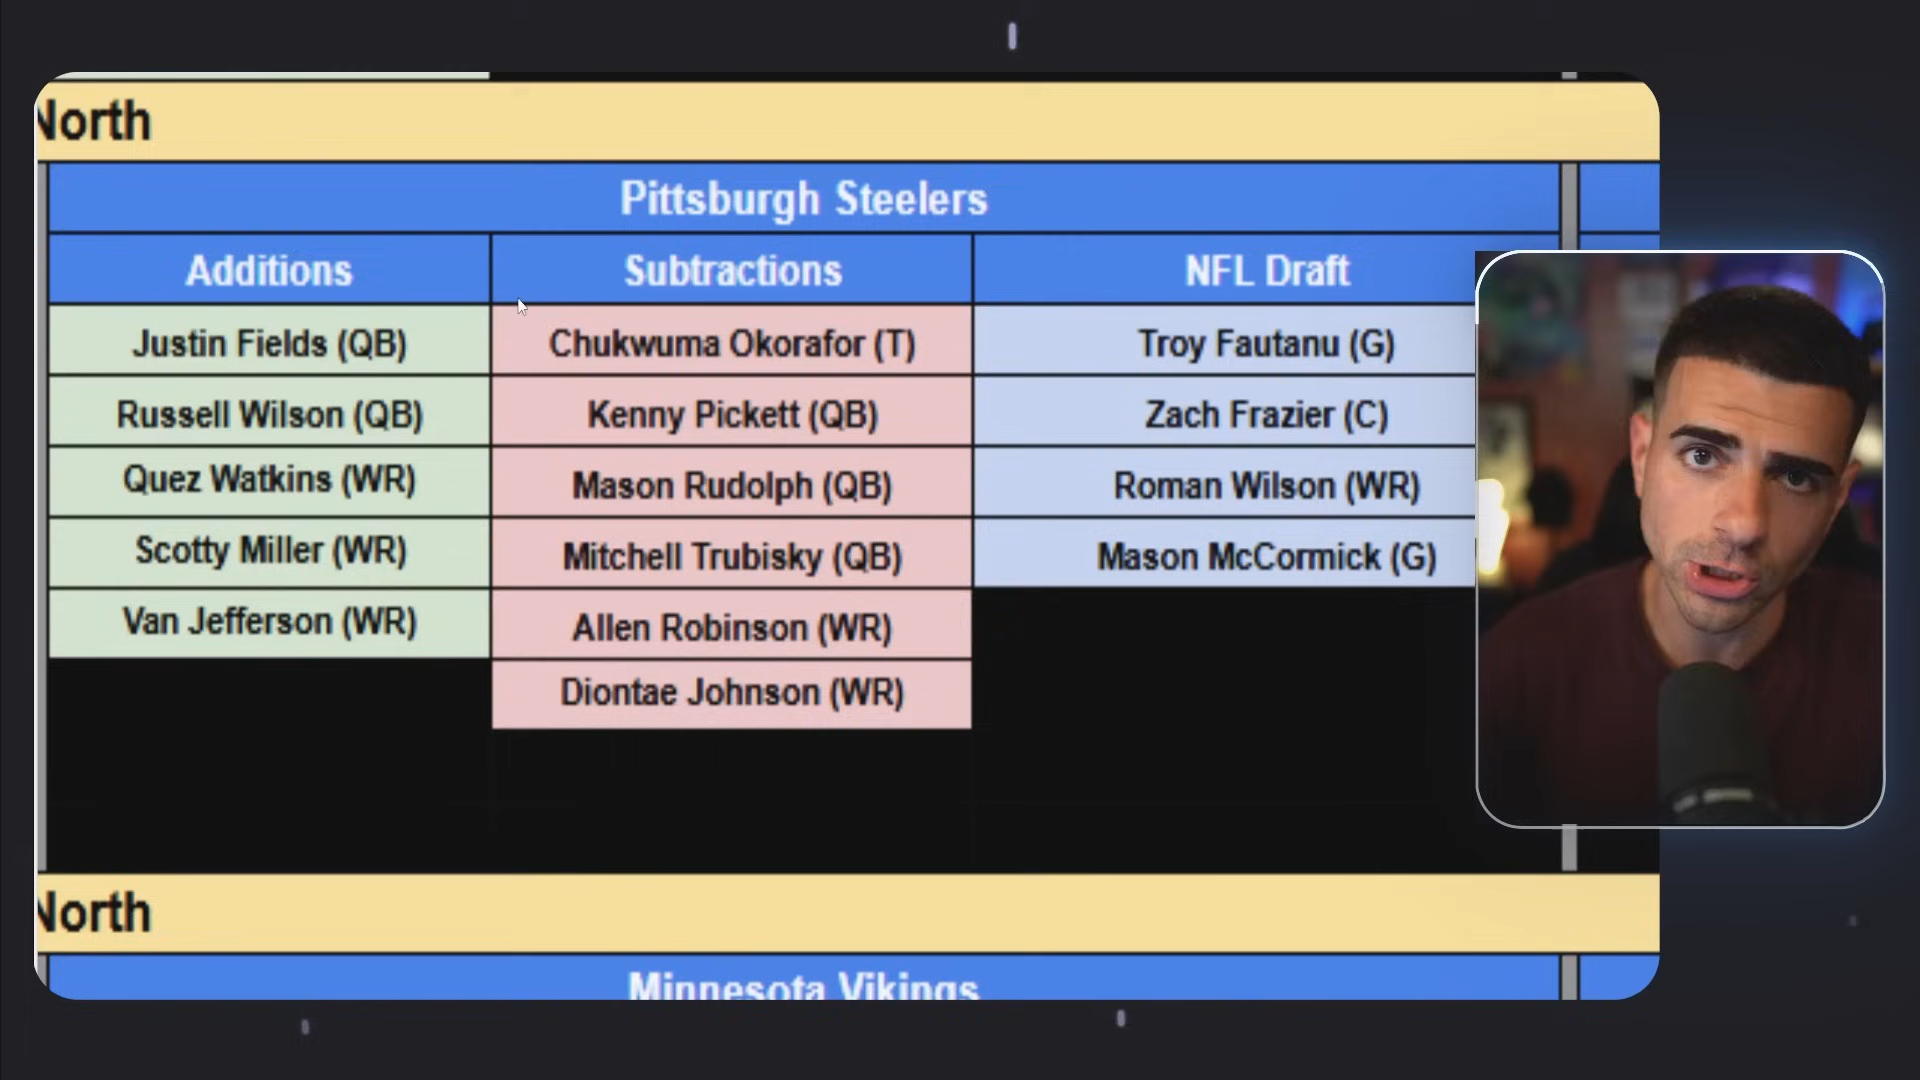 North
Pittsburgh Steelers
Additions Subtractions NFL Draft
Justin Fields (QB) Chukwuma Okorafor (T) Troy Fautanu (G)
Russell Wilson (QB) Kenny Pickett (QB) Zach Frazier (C)
Quez Watkins (WR) Mason Rudolph (QB) Roman Wilson (WR)
Scotty Miller (WR) Mitchell Trubisky (QB) Mason McCormick (G)
Van Jefferson (WR) Allen Robinson (WR)
Diontae Johnson (WR)
North
Minnesota Vikings